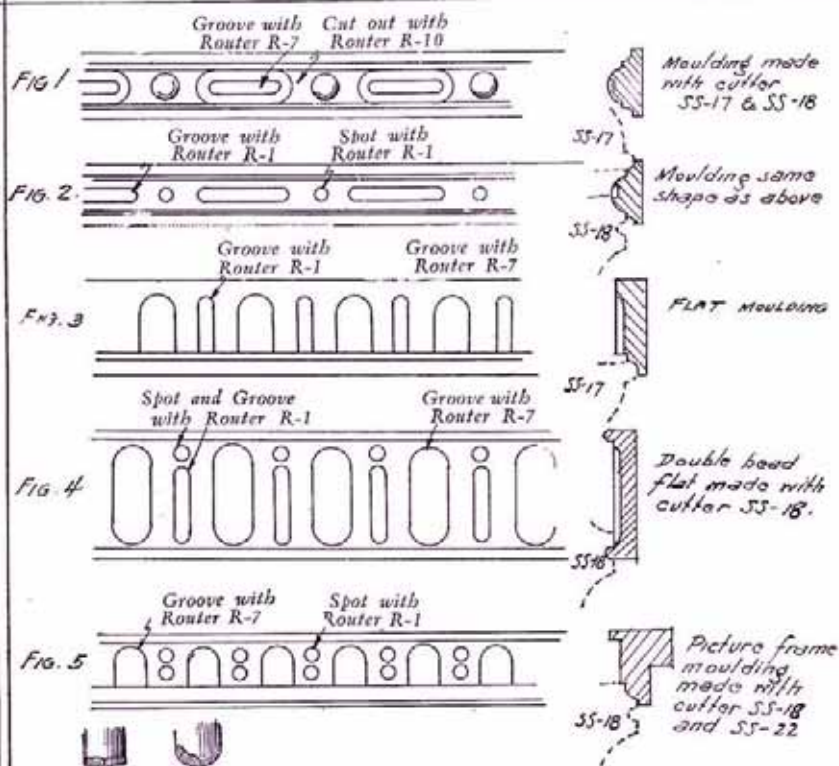 Groove with
Router R-7
Cut out with
Router R-10
FIG 1
Moulding made
with cutter
SS-17 & SS-18
SS-17
Groove with
Router R-1
Spot with
Router R-1
FIG. 2.
Moulding same
shape as above
SS-18
Groove with
Router R-1
Groove with
Router R-7
FIG. 3
FLAT MOULDING
SS-17
Spot and Groove
with Router R-1
Groove with
Router R-7
FIG. 4
Double bead
flat made with
cutter SS-18.
SS18
Groove with
Router R-7
Spot with
Router R-1
FIG. 5
Picture frame
moulding
made with
cutter SS-18
and SS-22
SS-18